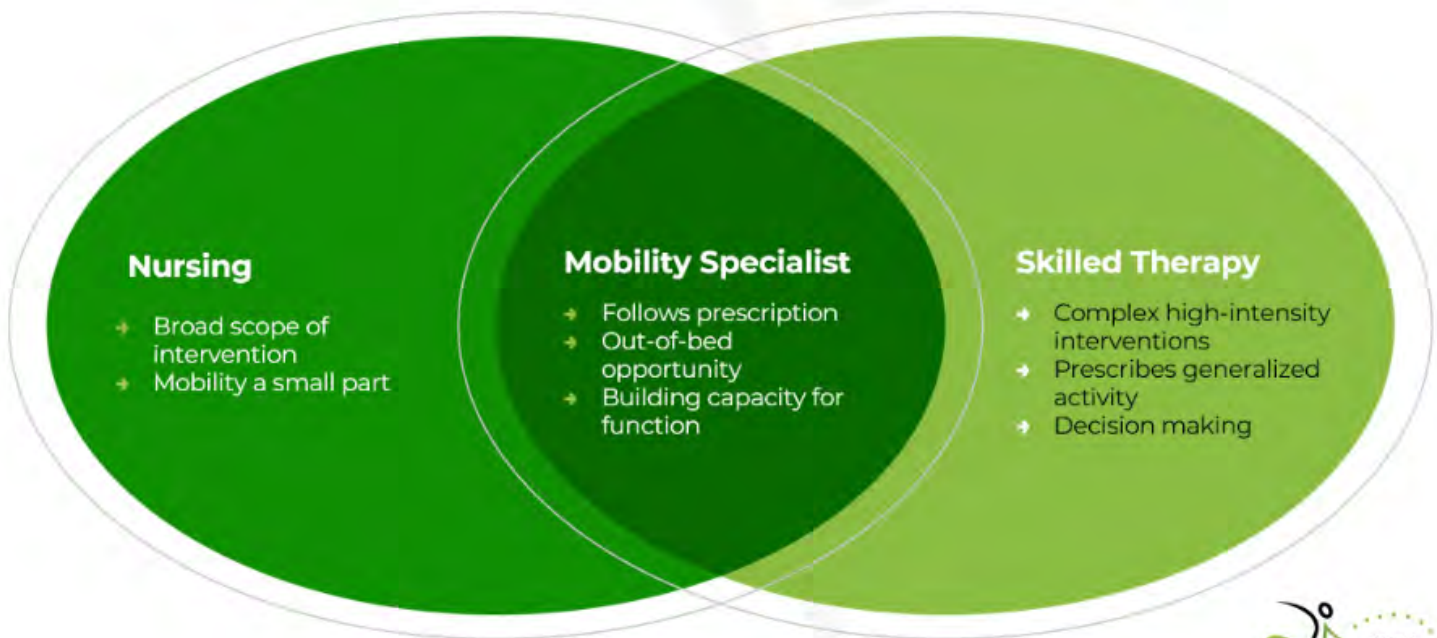 Nursing
Broad scope of
intervention
Mobility a small part
Mobility Specialist
Follows prescription
Out-of-bed
opportunity
Building capacity for
function
Skilled Therapy
Complex high-intensity
interventions
Prescribes generalized
activity
Decision making